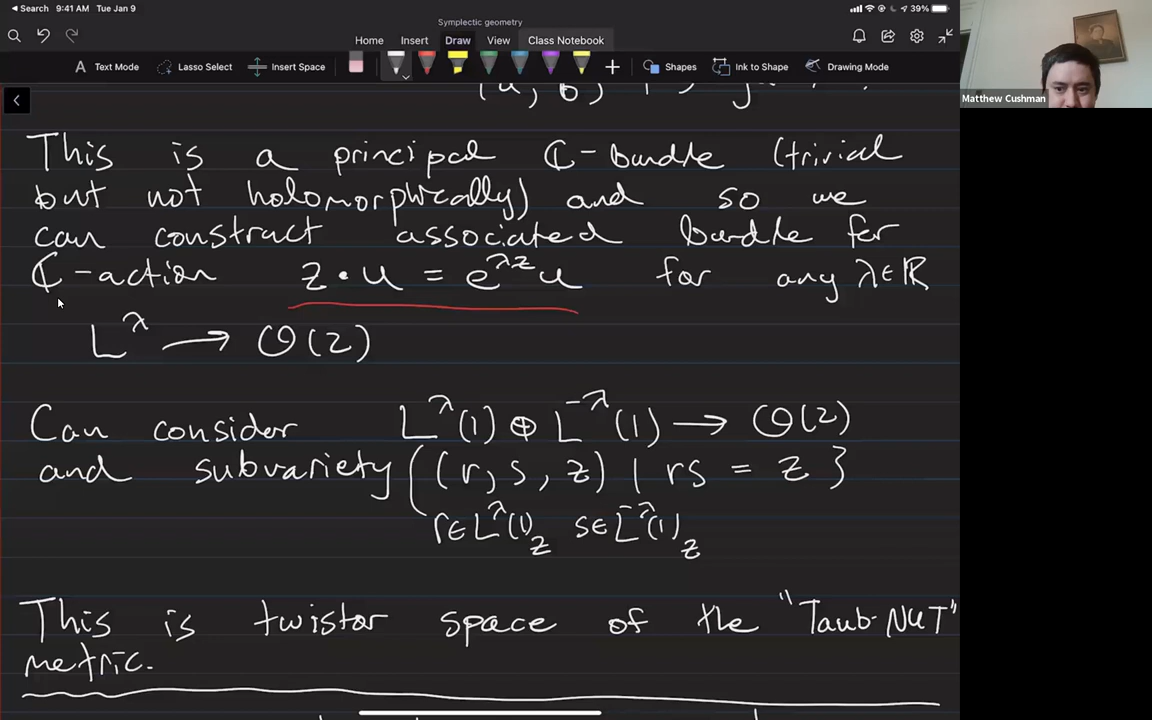 Search 9:41 AM Tue Jan 9 39%
Symplectic geometry
Home Insert Draw View Class Notebook
Text Mode Lasso Select Insert Space Shapes Ink to Shape Drawing Mode
Matthew Cushman
This is a principal ℂ-bundle (trivial
but not holomorphically) and so we
can construct associated bundle for
ℂ-action z • u = e^{λz} u for any λ∈ℝ
L^λ → O(2)
Can consider L^λ(1) ⊕ L^{-λ}(1) → O(2)
and subvariety {(r, s, z) | rs = z}
r∈L^λ(1)_z s∈L^{-λ}(1)_z
This is twistor space of the "Taub-NUT"
metric.